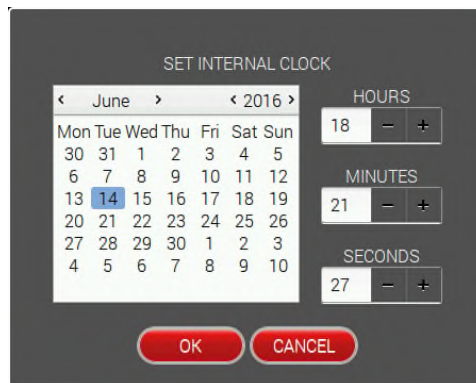 SET INTERNAL CLOCK
‹ June › ‹ 2016 ›
Mon Tue Wed Thu Fri Sat Sun
30 31 1 2 3 4 5
6 7 8 9 10 11 12
13 14 15 16 17 18 19
20 21 22 23 24 25 26
27 28 29 30 1 2 3
4 5 6 7 8 9 10
HOURS
18 − +
MINUTES
21 − +
SECONDS
27 − +
OK CANCEL